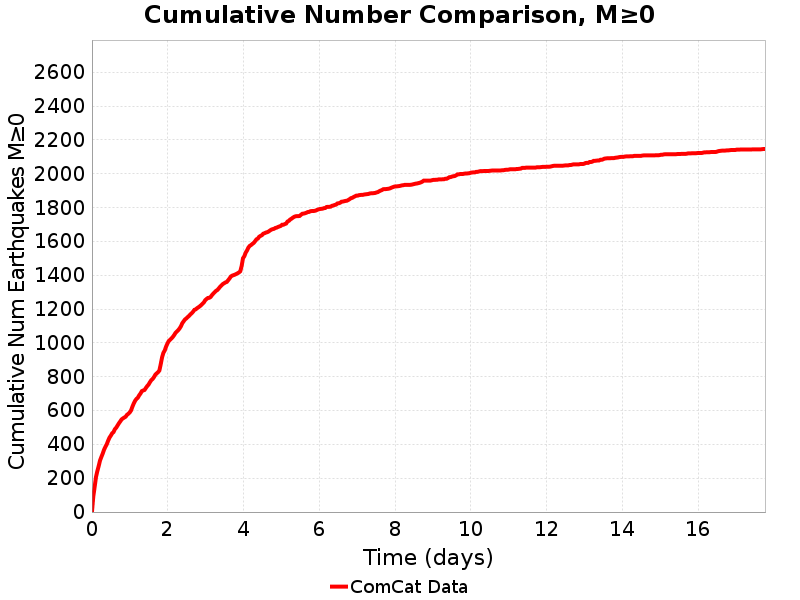 Cumulative Number Comparison, M≥0
Cumulative Num Earthquakes M≥0
2600
2400
2200
2000
1800
1600
1400
1200
1000
800
600
400
200
0
0 2 4 6 8 10 12 14 16
Time (days)
ComCat Data